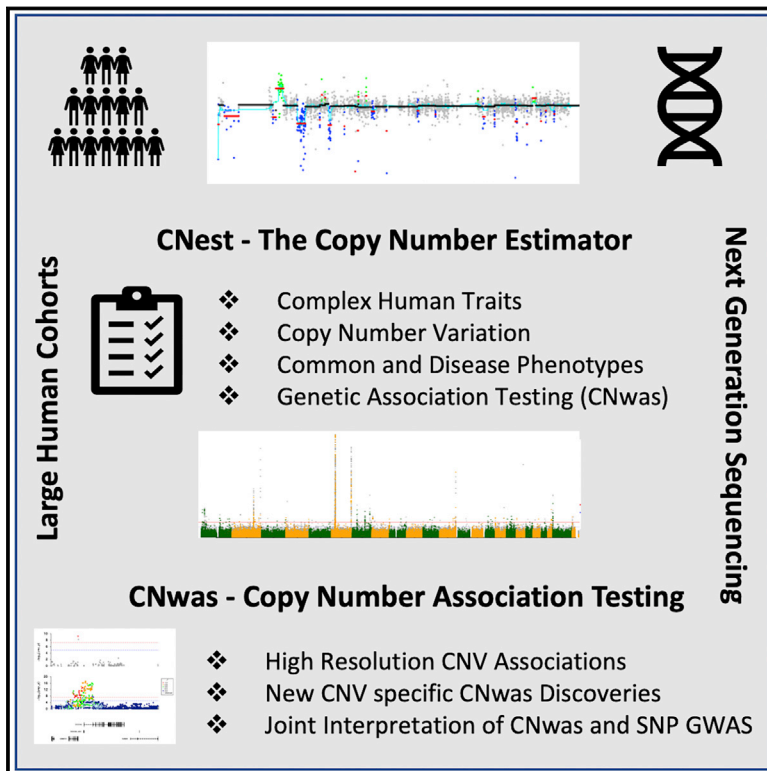 CNest - The Copy Number Estimator
Large Human Cohorts
Next Generation Sequencing
❖ Complex Human Traits
❖ Copy Number Variation
❖ Common and Disease Phenotypes
❖ Genetic Association Testing (CNwas)
CNwas - Copy Number Association Testing
❖ High Resolution CNV Associations
❖ New CNV specific CNwas Discoveries
❖ Joint Interpretation of CNwas and SNP GWAS